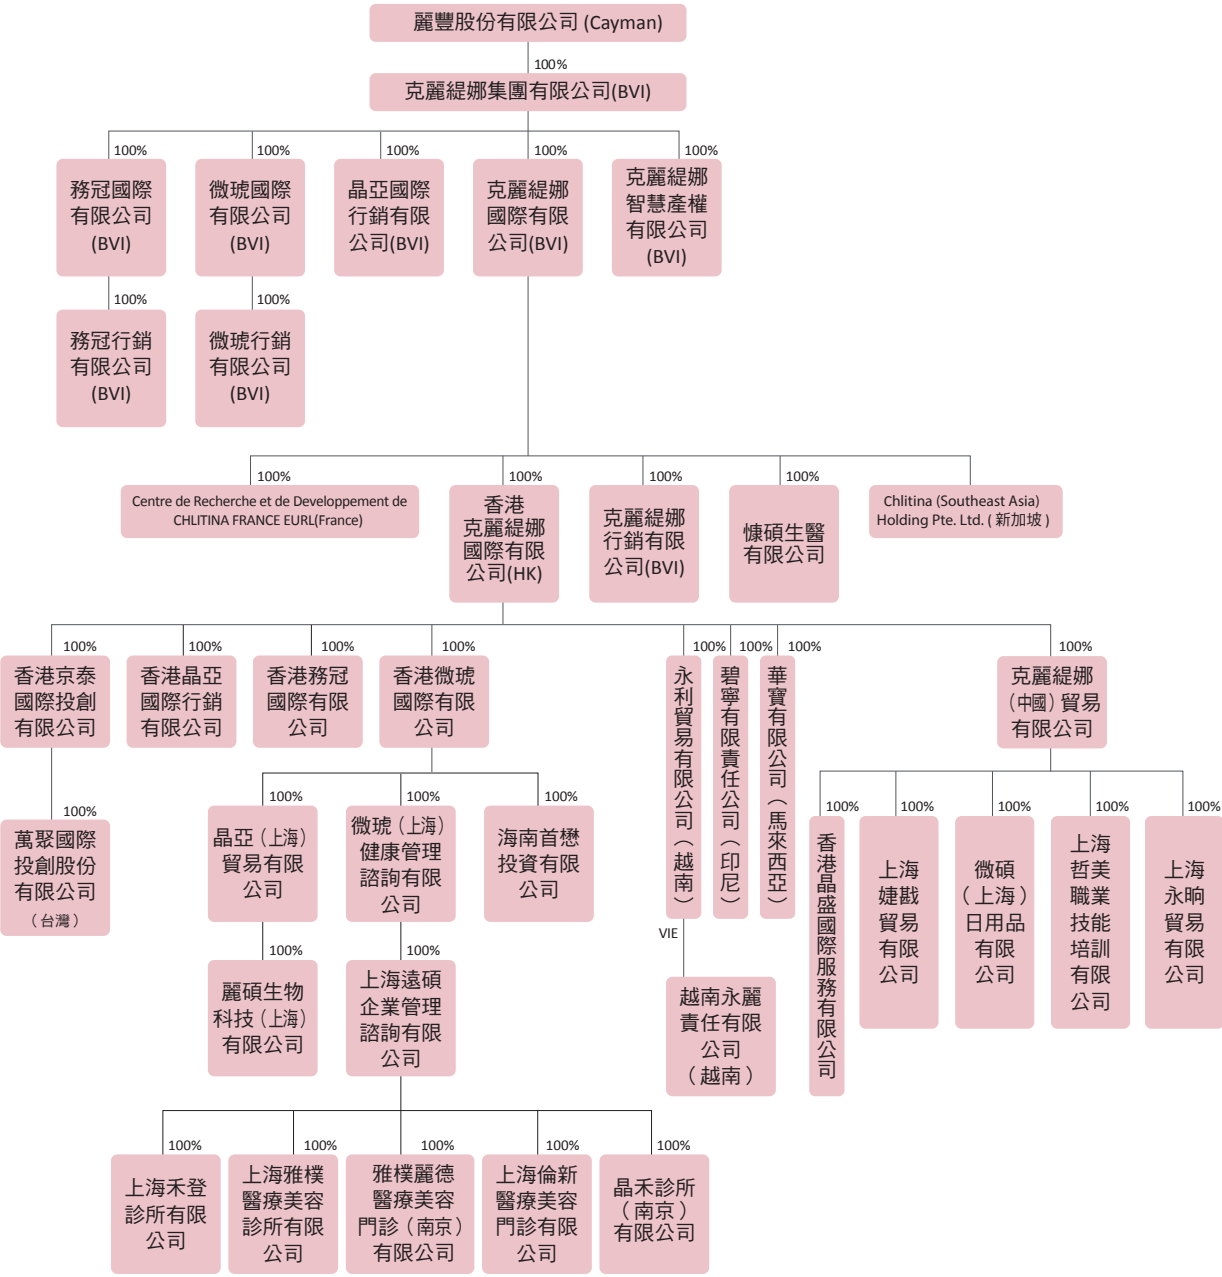 麗豐股份有限公司 (Cayman)
100%
克麗緹娜集團有限公司(BVI)
100%
100%
100%
100%
100%
務冠國際
有限公司
(BVI)
微琥國際
有限公司
(BVI)
晶亞國際
行銷有限
公司(BVI)
克麗緹娜
國際有限
公司(BVI)
克麗緹娜
智慧產權
有限公司
(BVI)
100%
100%
務冠行銷
有限公司
(BVI)
微琥行銷
有限公司
(BVI)
100%
100%
100%
100%
100%
Centre de Recherche et de Developpement de
CHLITINA FRANCE EURL(France)
香港
克麗緹娜
國際有限
公司(HK)
克麗緹娜
行銷有限
公司(BVI)
慷碩生醫
有限公司
Chlitina (Southeast Asia)
Holding Pte. Ltd. ( 新加坡 )
100%
100%
100%
100%
100%
100%
100%
100%
香港京泰
國際投創
有限公司
香港晶亞
國際行銷
有限公司
香港務冠
國際有限
公司
香港微琥
國際有限
公司
永利貿易有限公司（越南）
碧寧有限責任公司（印尼）
華寶有限公司（馬來西亞）
克麗緹娜
（中國）貿易
有限公司
100%
100%
100%
100%
100%
100%
100%
100%
100%
萬聚國際
投創股份
有限公司
（台灣）
晶亞（上海）
貿易有限
公司
微琥（上海）
健康管理
諮詢有限
公司
海南首懋
投資有限
公司
香港晶盛國際服務有限公司
上海
婕戡
貿易
有限
公司
微碩
（上海）
日用品
有限
公司
上海
哲美
職業
技能
培訓
有限
公司
上海
永晌
貿易
有限
公司
VIE
100%
100%
麗碩生物
科技（上海）
有限公司
上海遠碩
企業管理
諮詢有限
公司
越南永麗
責任有限
公司
（越南）
100%
100%
100%
100%
100%
上海禾登
診所有限
公司
上海雅樸
醫療美容
診所有限
公司
雅樸麗德
醫療美容
門診（南京）
有限公司
上海倫新
醫療美容
門診有限
公司
晶禾診所
（南京）
有限公司